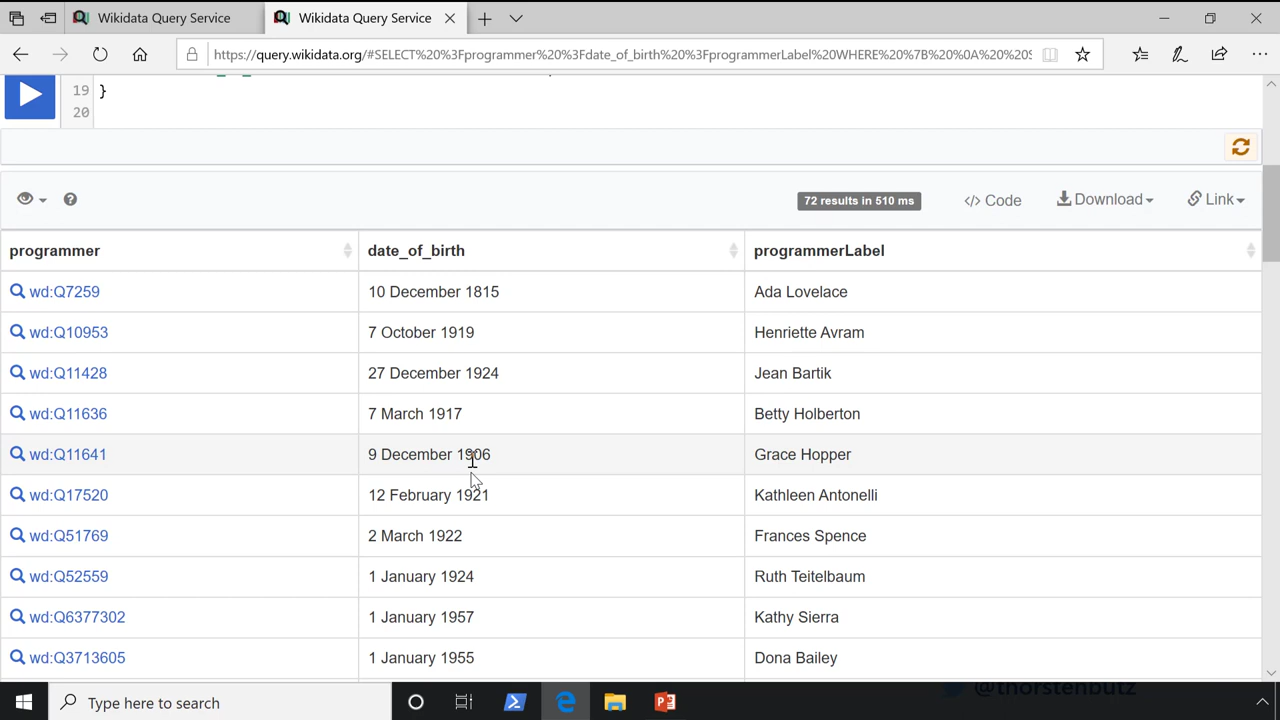 Wikidata Query Service
Wikidata Query Service
https://query.wikidata.org/#SELECT%20%3Fprogrammer%20%3Fdate_of_birth%20%3FprogrammerLabel%20WHERE%20%7B%20%0A%20%20S
19 }
20
72 results in 510 ms
</> Code
Download
Link
programmer date_of_birth programmerLabel
wd:Q7259 10 December 1815 Ada Lovelace
wd:Q10953 7 October 1919 Henriette Avram
wd:Q11428 27 December 1924 Jean Bartik
wd:Q11636 7 March 1917 Betty Holberton
wd:Q11641 9 December 1906 Grace Hopper
wd:Q17520 12 February 1921 Kathleen Antonelli
wd:Q51769 2 March 1922 Frances Spence
wd:Q52559 1 January 1924 Ruth Teitelbaum
wd:Q6377302 1 January 1957 Kathy Sierra
wd:Q3713605 1 January 1955 Dona Bailey
@thorstenbutz
Type here to search